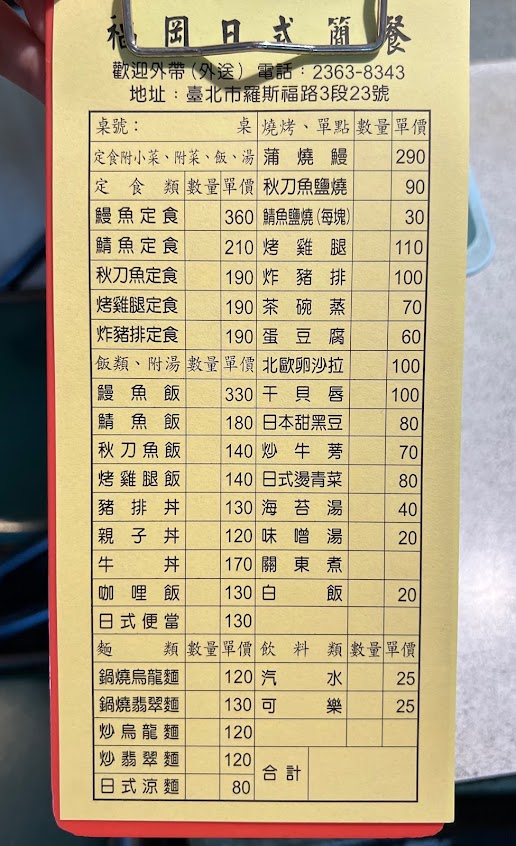 福岡日式簡餐
歡迎外帶(外送) 電話：2363-8343
地址：臺北市羅斯福路3段23號
桌號： 桌 燒烤、單點 數量 單價
定食附小菜、附菜、飯、湯 蒲燒鰻 290
定食類 數量 單價 秋刀魚鹽燒 90
鰻魚定食 360 鯖魚鹽燒(每塊) 30
鯖魚定食 210 烤雞腿 110
秋刀魚定食 190 炸豬排 100
烤雞腿定食 190 茶碗蒸 70
炸豬排定食 190 蛋豆腐 60
飯類、附湯 數量 單價 北歐卵沙拉 100
鰻魚飯 330 干貝唇 100
鯖魚飯 180 日本甜黑豆 80
秋刀魚飯 140 炒牛蒡 70
烤雞腿飯 140 日式燙青菜 80
豬排丼 130 海苔湯 40
親子丼 120 味噌湯 20
牛丼 170 關東煮
咖哩飯 130 白飯 20
日式便當 130
麵類 數量 單價 飲料類 數量 單價
鍋燒烏龍麵 120 汽水 25
鍋燒翡翠麵 130 可樂 25
炒烏龍麵 120
炒翡翠麵 120 合計
日式涼麵 80